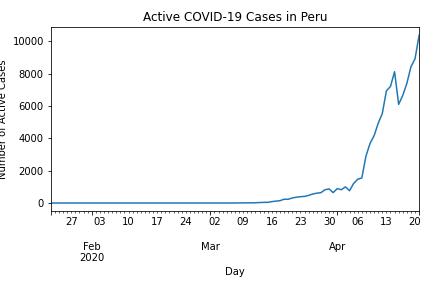 Active COVID-19 Cases in Peru
Number of Active Cases
10000
8000
6000
4000
2000
0
27 03 10 17 24 02 09 16 23 30 06 13 20
Feb Mar Apr
2020
Day